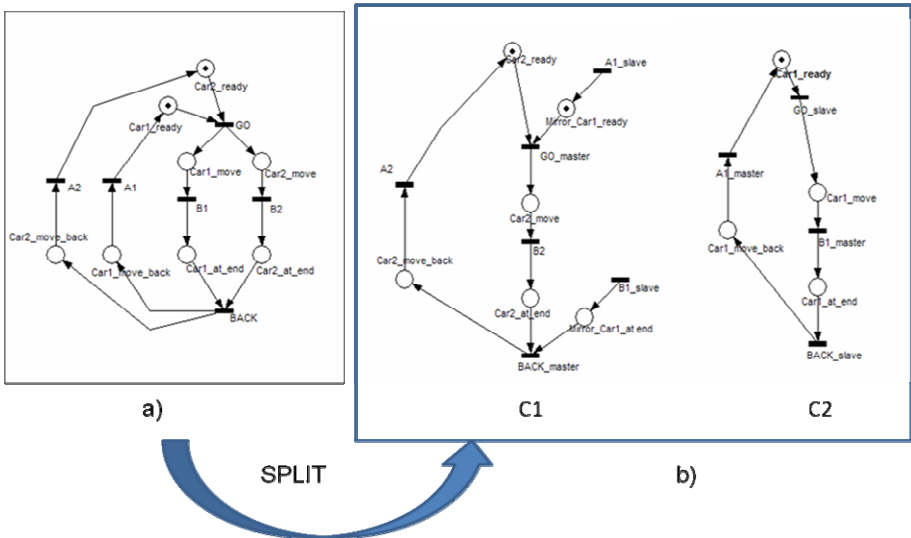 Car2_ready
Car1_ready
GO
Car1_move
Car2_move
A2
A1
B1
B2
Car2_move_back
Car1_move_back
Car1_at_end
Car2_at_end
BACK
a)
Car2_ready
A1_slave
Mirror_Car1_ready
GO_master
A2
Car2_move
B2
Car2_move_back
B1_slave
Car2_at_end
Mirror_Car1_at end
BACK_master
C1
Car1_ready
GO_slave
A1_master
Car1_move
B1_master
Car1_move_back
Car1_at_end
BACK_slave
C2
SPLIT
b)